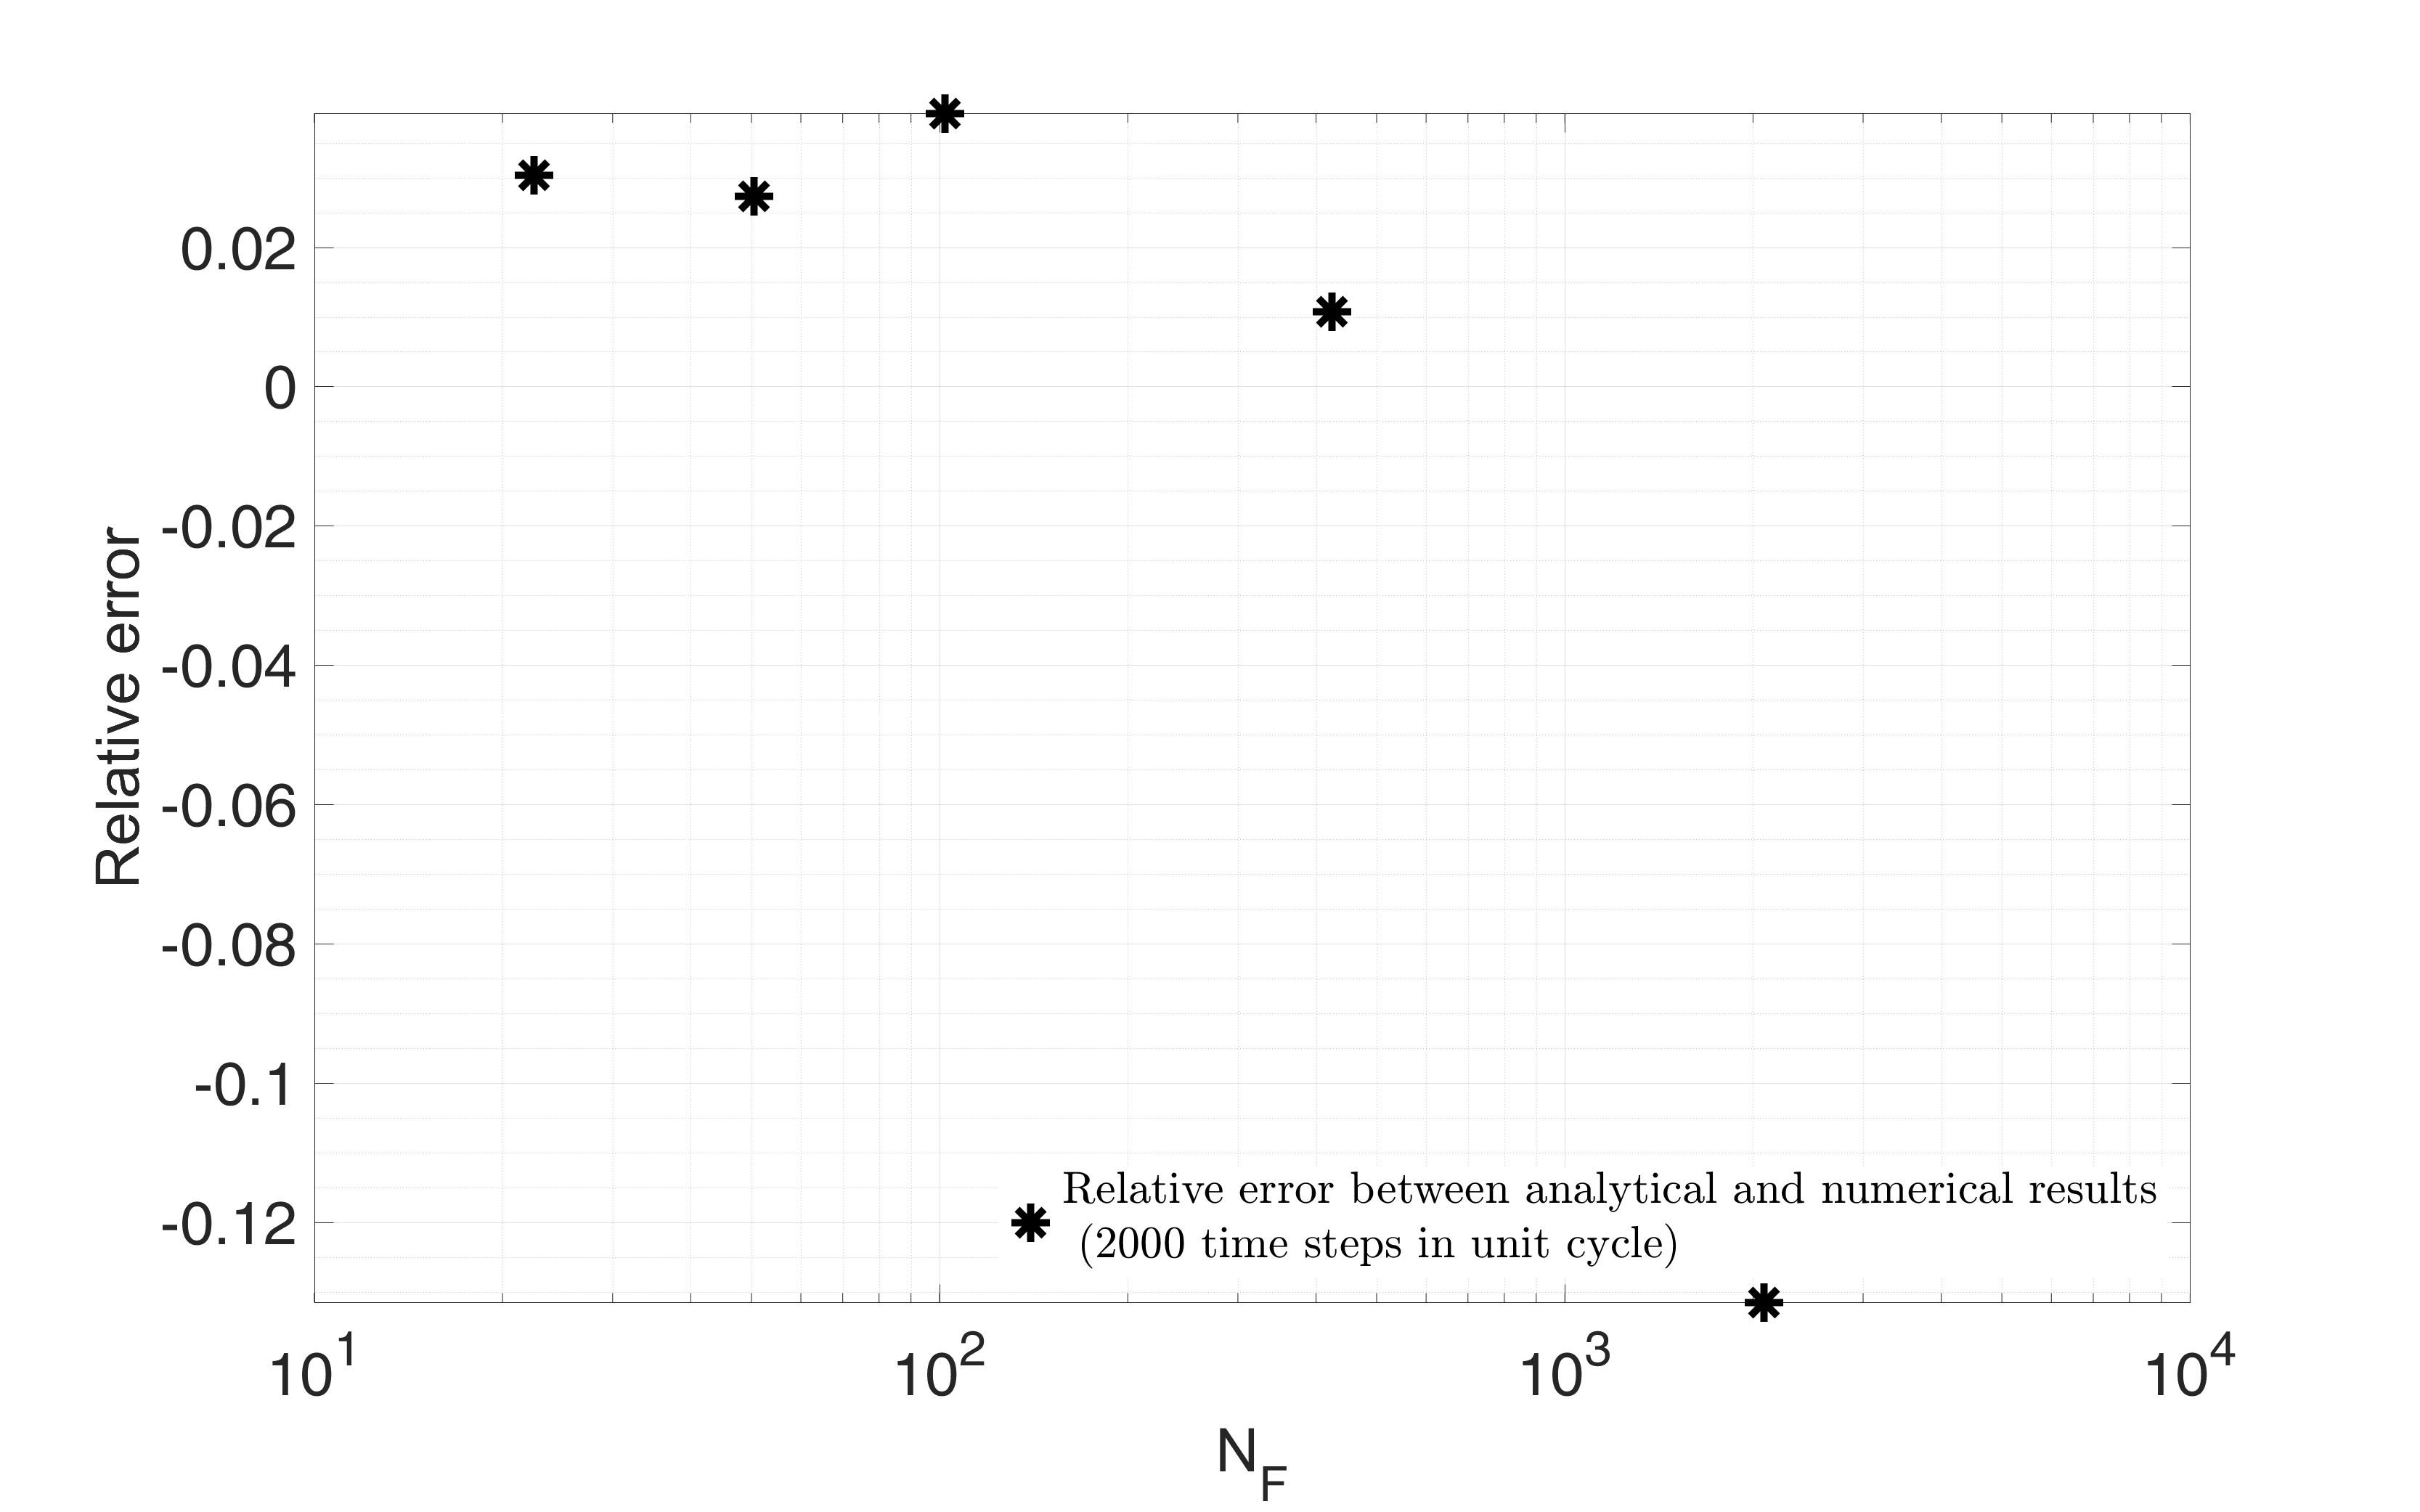 0.02
0
-0.02
-0.04
-0.06
-0.08
-0.1
-0.12
Relative error
Relative error between analytical and numerical results
(2000 time steps in unit cycle)
10^1 10^2 10^3 10^4
N_F